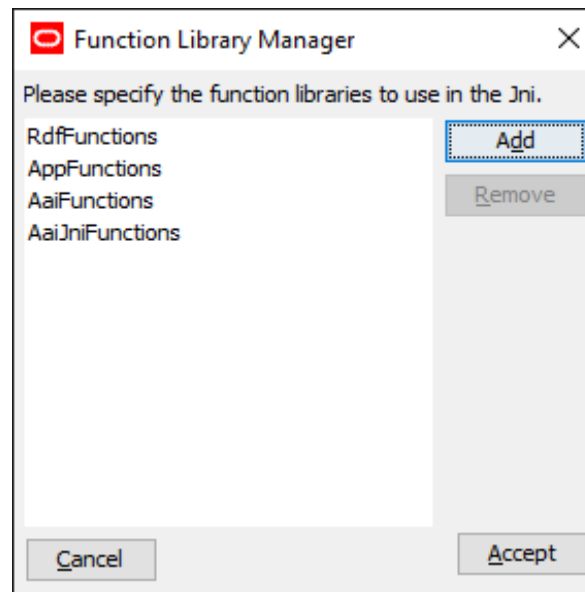 Function Library Manager
Please specify the function libraries to use in the Jni.
RdfFunctions
AppFunctions
AaiFunctions
AaiJniFunctions
Add
Remove
Cancel
Accept